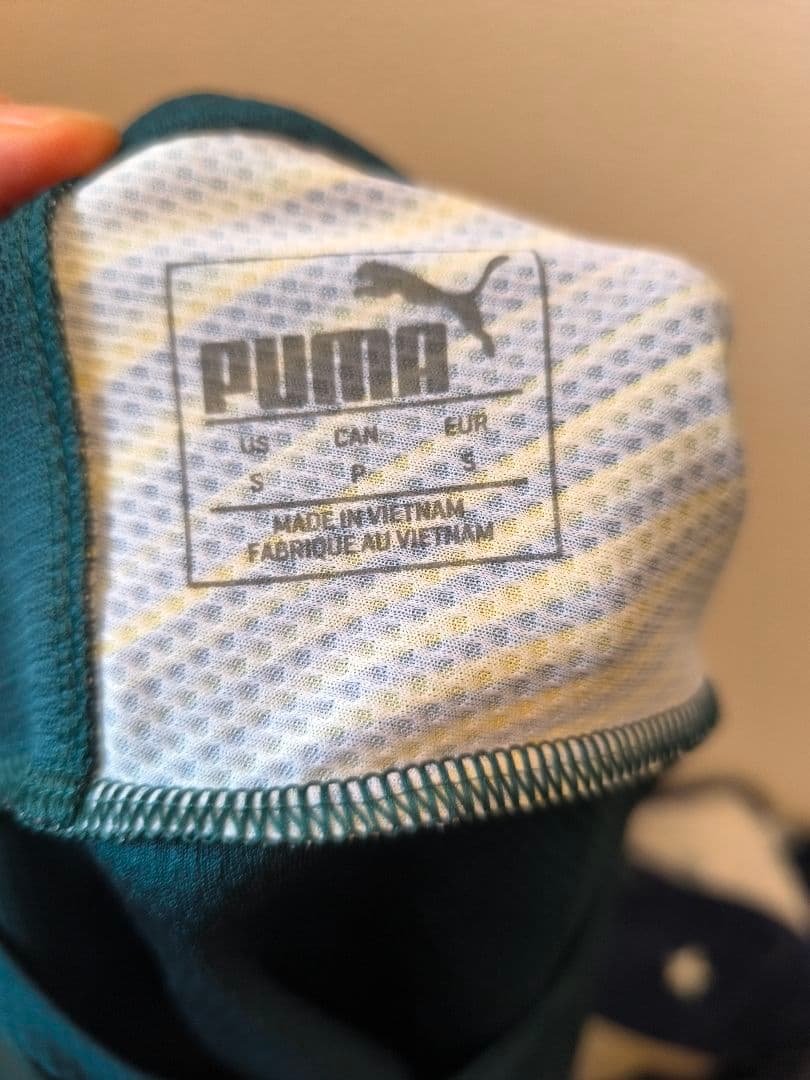 PUMA
US CAN EUR
S P S
MADE IN VIETNAM
FABRIQUE AU VIETNAM